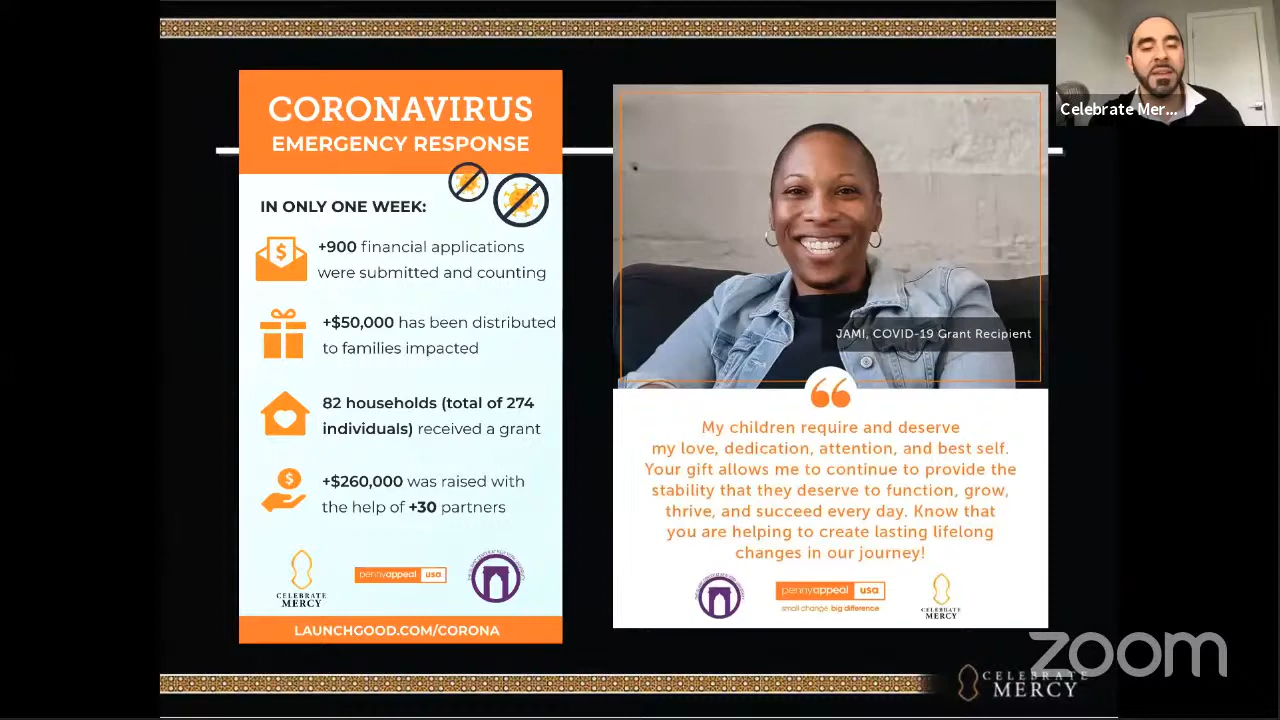 CORONAVIRUS
EMERGENCY RESPONSE
IN ONLY ONE WEEK:
+900 financial applications
were submitted and counting
+$50,000 has been distributed
to families impacted
82 households (total of 274
individuals) received a grant
+$260,000 was raised with
the help of +30 partners
CELEBRATE
MERCY
pennyappeal usa
LAUNCHGOOD.COM/CORONA
JAMI, COVID-19 Grant Recipient
“
My children require and deserve
my love, dedication, attention, and best self.
Your gift allows me to continue to provide the
stability that they deserve to function, grow,
thrive, and succeed every day. Know that
you are helping to create lasting lifelong
changes in our journey!
pennyappeal usa
small change big difference
CELEBRATE
MERCY
Celebrate Mer...
zoom
CELEBRATE
MERCY